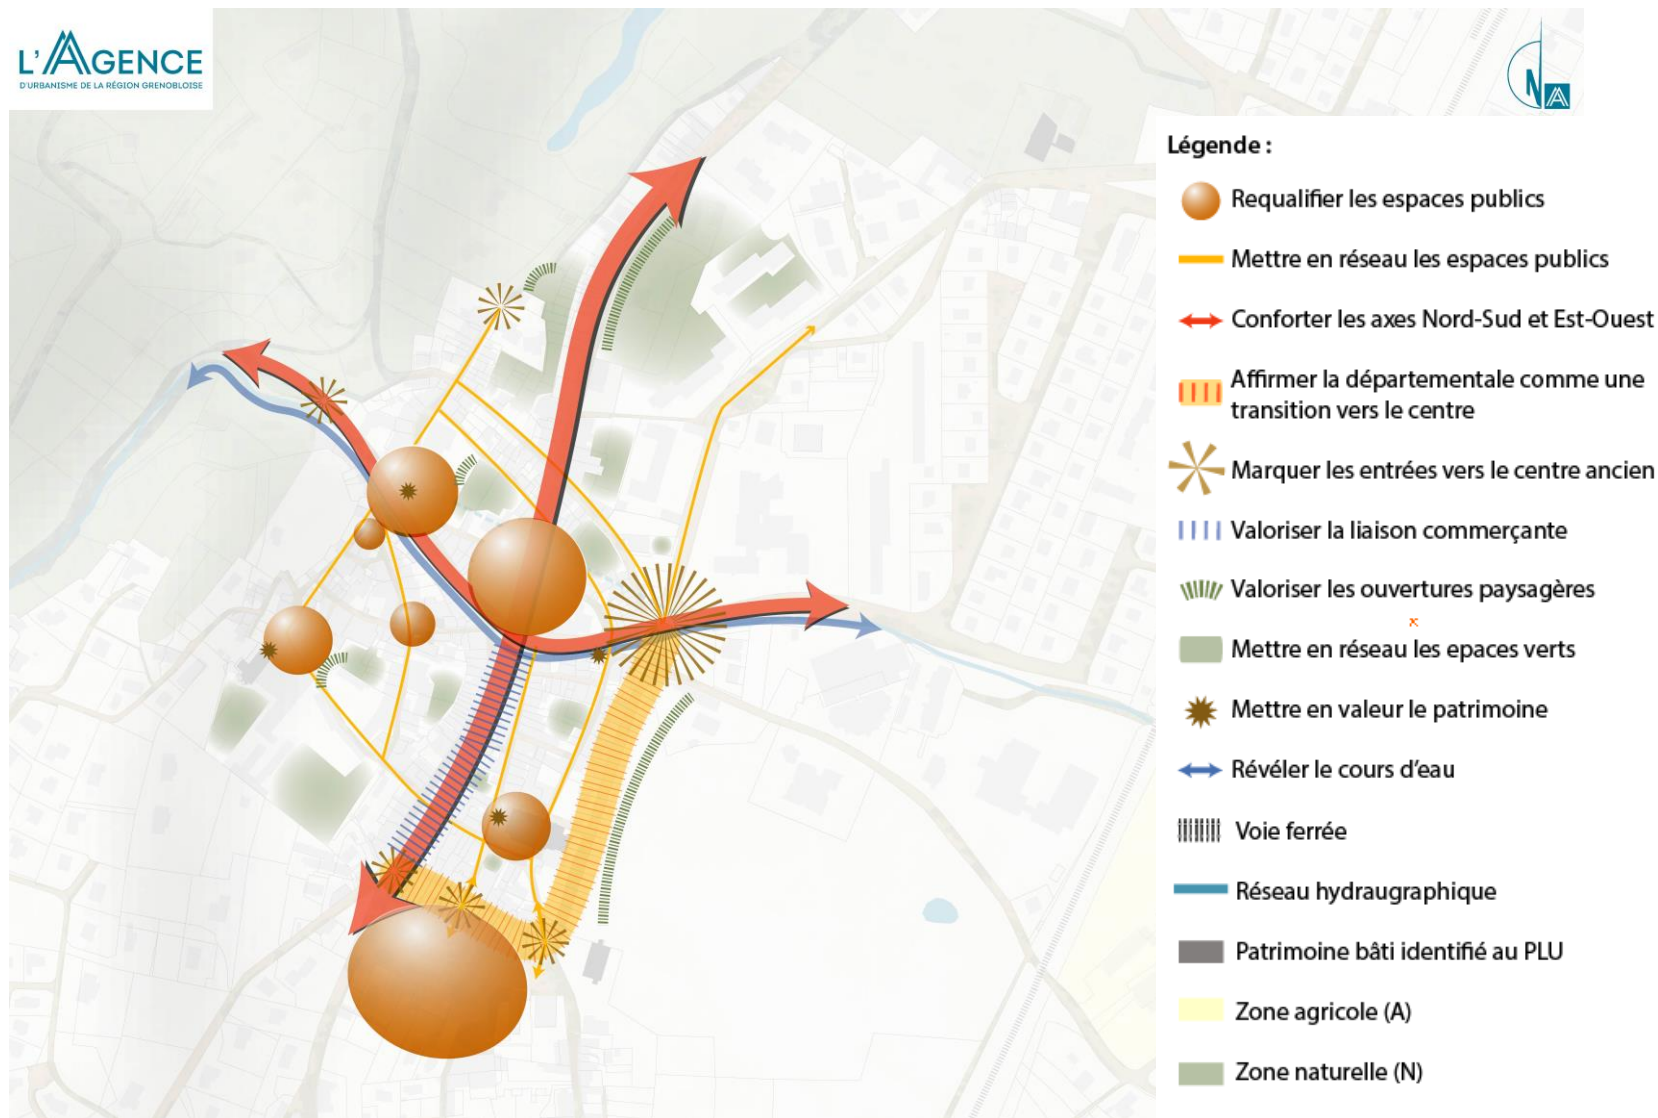 L'AGENCE
D'URBANISME DE LA RÉGION GRENOBLOISE
N
Légende :
Requalifier les espaces publics
Mettre en réseau les espaces publics
Conforter les axes Nord-Sud et Est-Ouest
Affirmer la départementale comme une
transition vers le centre
Marquer les entrées vers le centre ancien
Valoriser la liaison commerçante
Valoriser les ouvertures paysagères
Mettre en réseau les epaces verts
Mettre en valeur le patrimoine
Révéler le cours d'eau
Voie ferrée
Réseau hydraugraphique
Patrimoine bâti identifié au PLU
Zone agricole (A)
Zone naturelle (N)